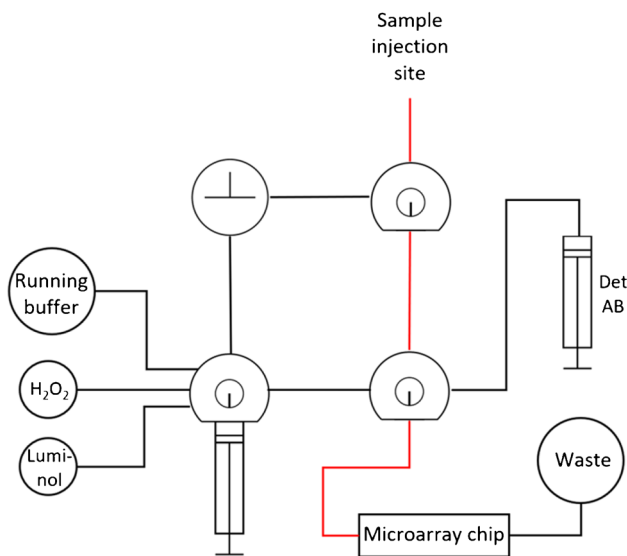 Sample
injection
site
Running
buffer
H₂O₂
Lumi-
nol
Det
AB
Waste
Microarray chip